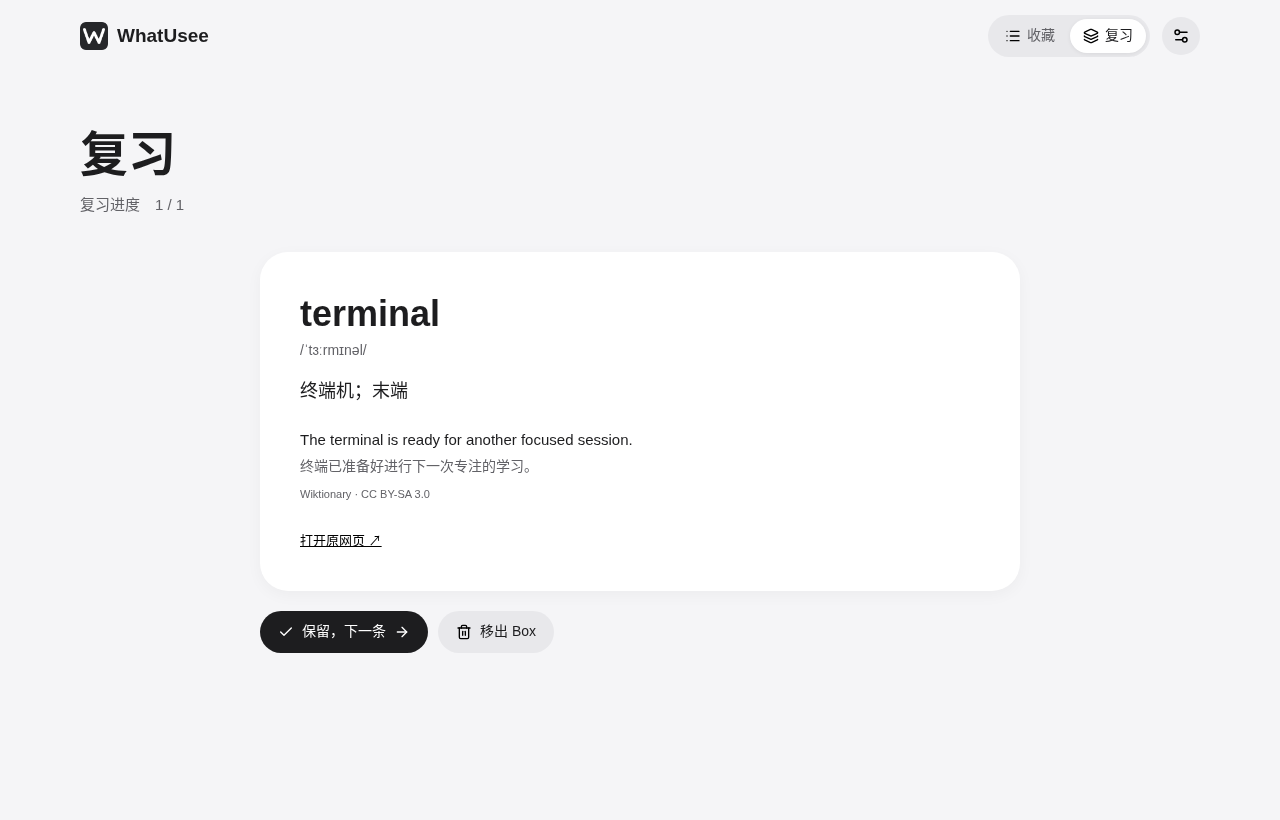 WhatUsee
收藏
复习
复习
复习进度 1 / 1
terminal
/ˈtɜːrmɪnəl/
终端机；末端
The terminal is ready for another focused session.
终端已准备好进行下一次专注的学习。
Wiktionary · CC BY-SA 3.0
打开原网页 ↗
保留，下一条 →
移出 Box